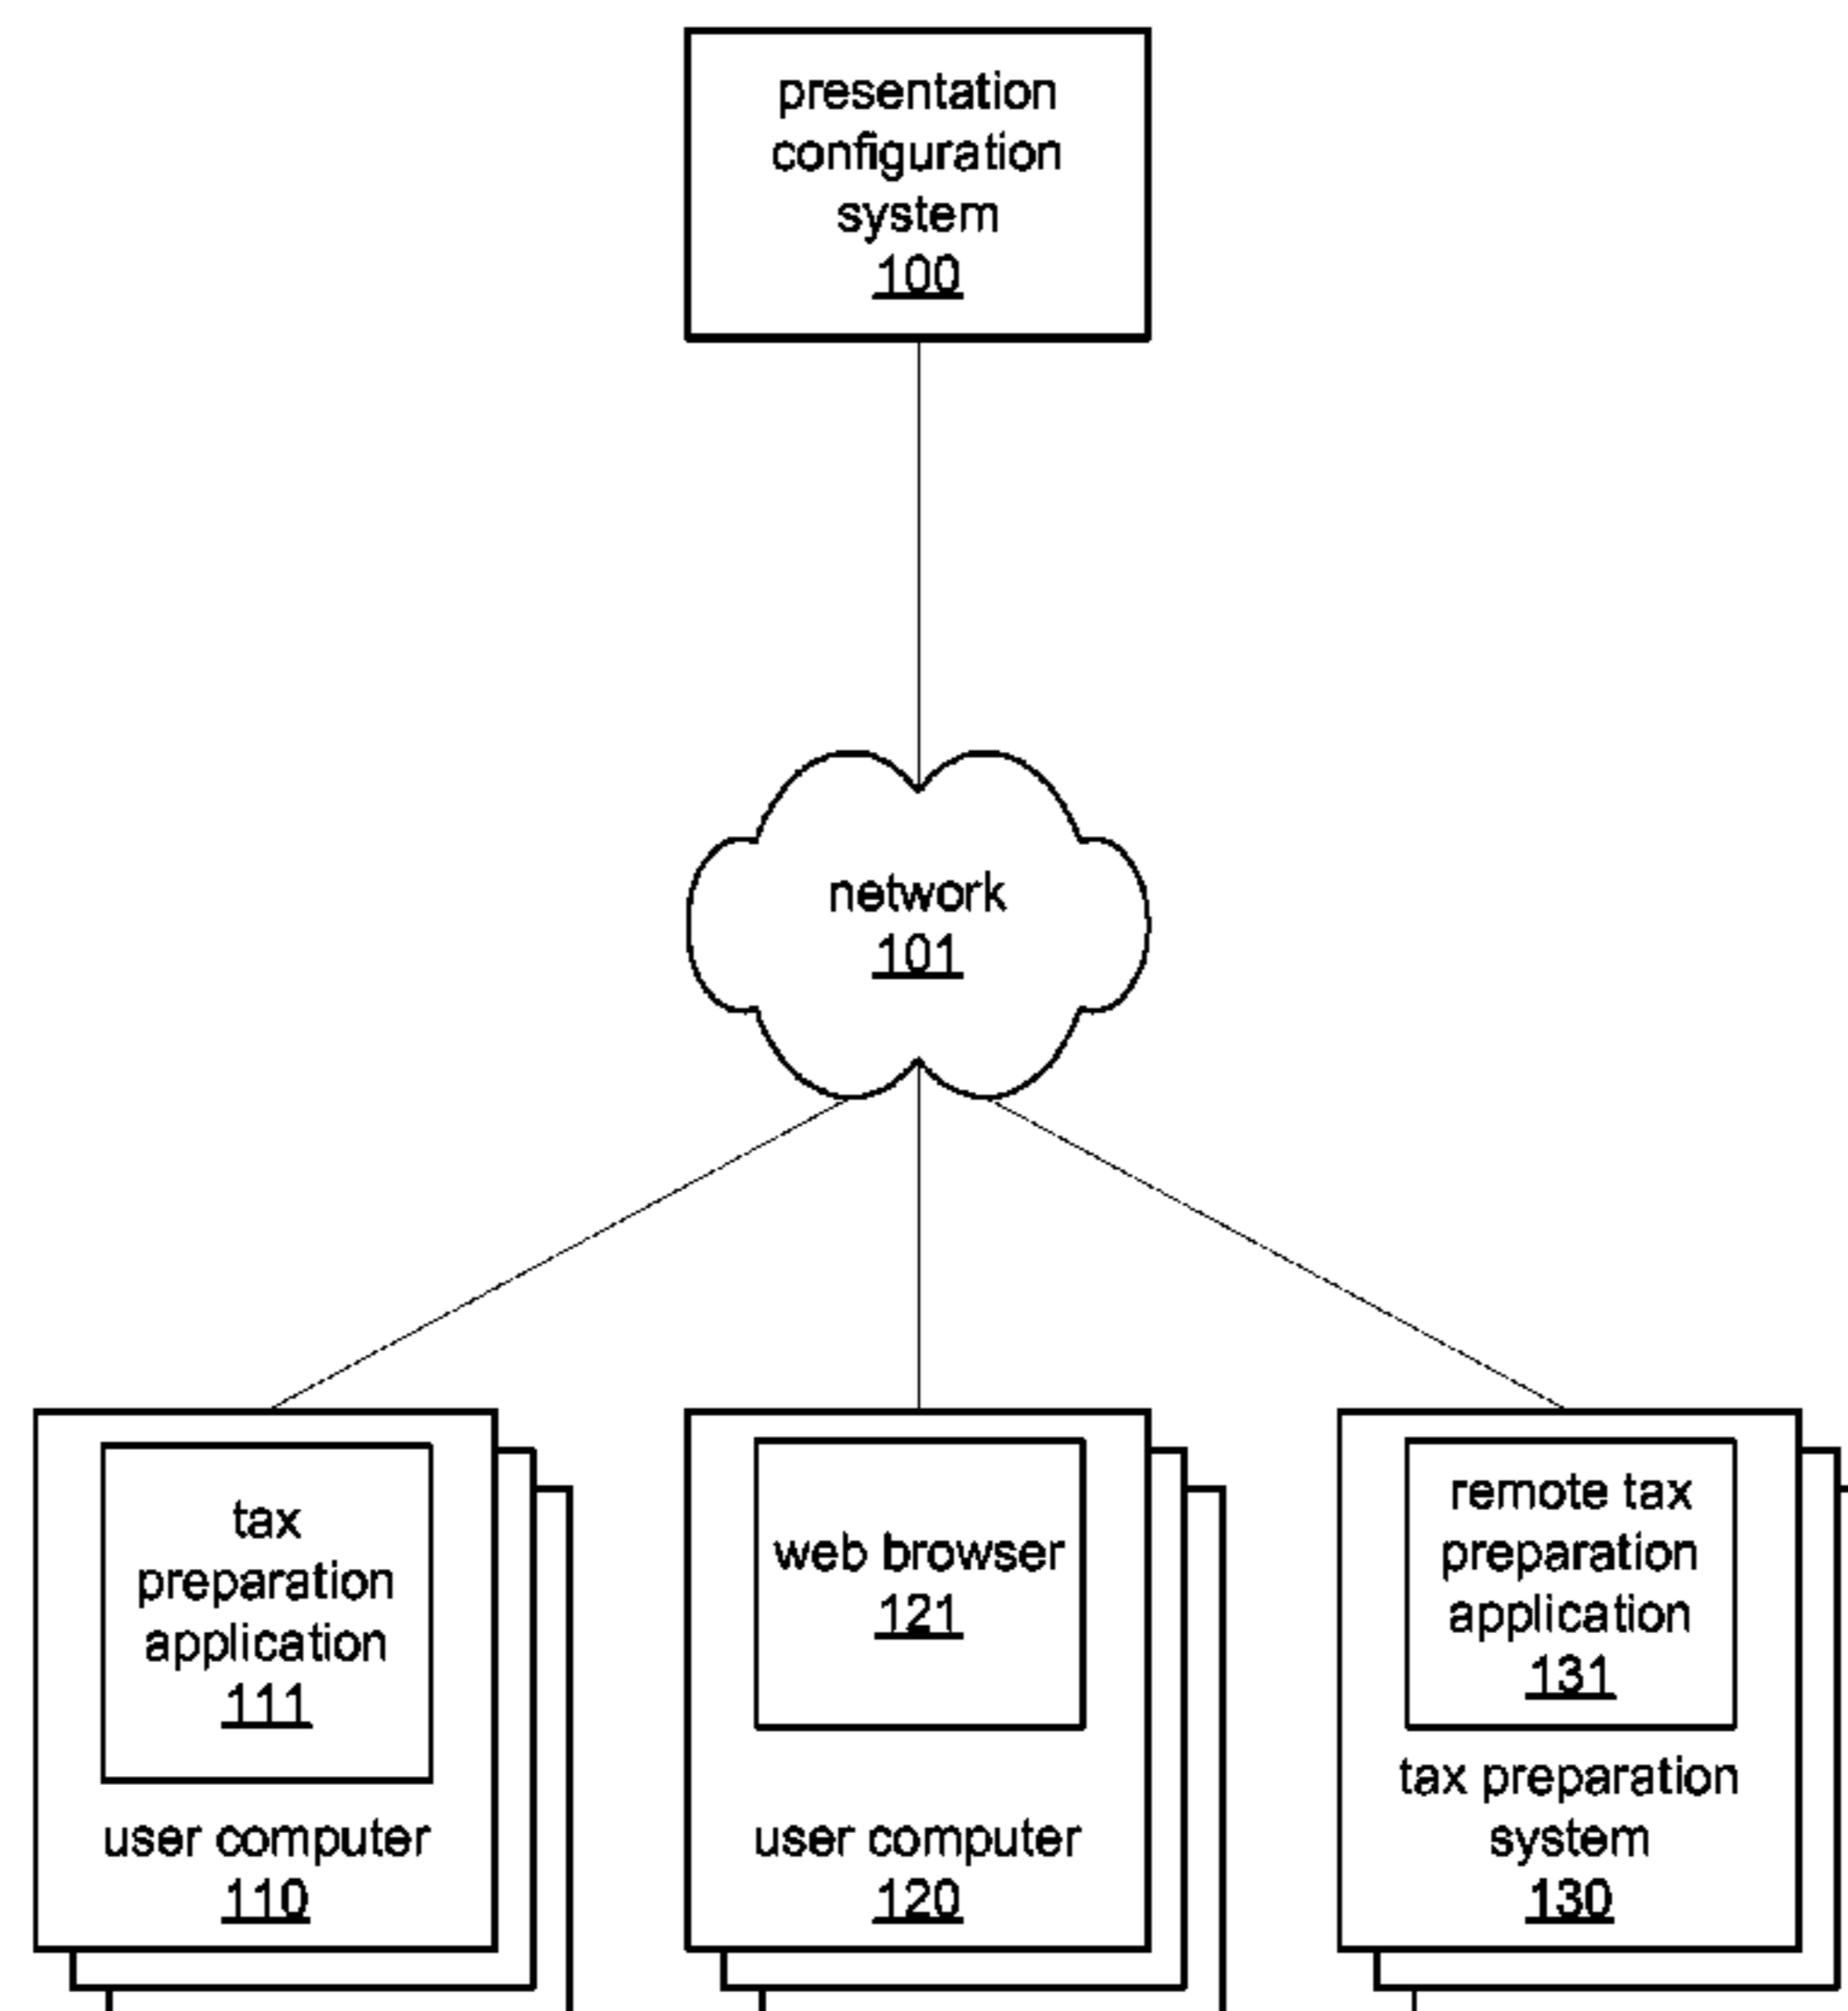 presentation
configuration
system
100
network
101
tax
preparation
application
111
user computer
110
web browser
121
user computer
120
remote tax
preparation
application
131
tax preparation
system
130